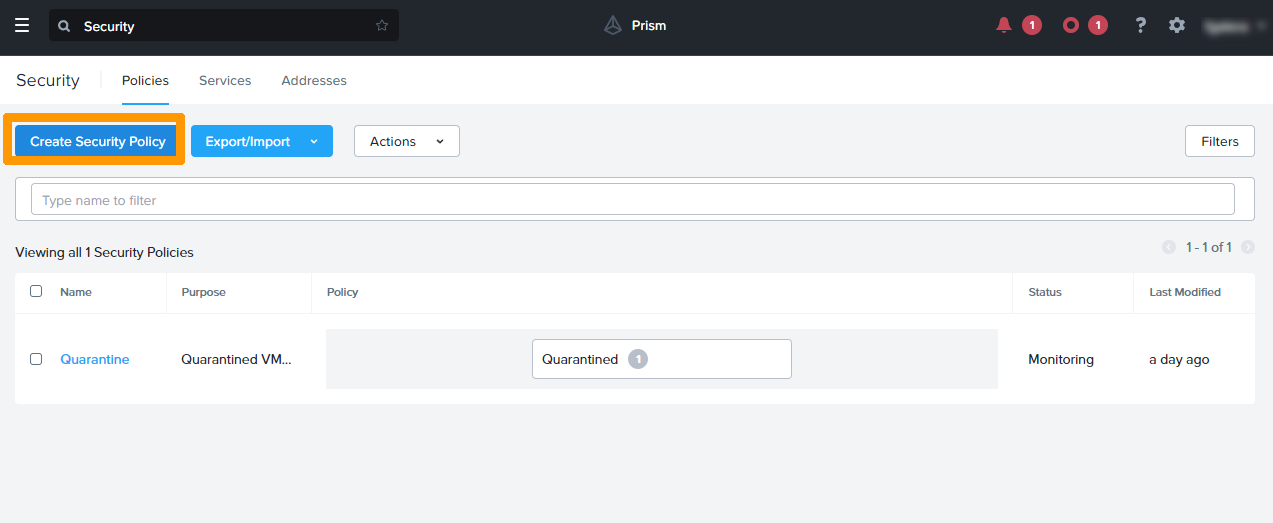 Security
Prism
1
1
?
Security
Policies
Services
Addresses
Create Security Policy
Export/Import
Actions
Filters
Type name to filter
Viewing all 1 Security Policies
1 - 1 of 1
Name
Purpose
Policy
Status
Last Modified
Quarantine
Quarantined VM...
Quarantined
1
Monitoring
a day ago